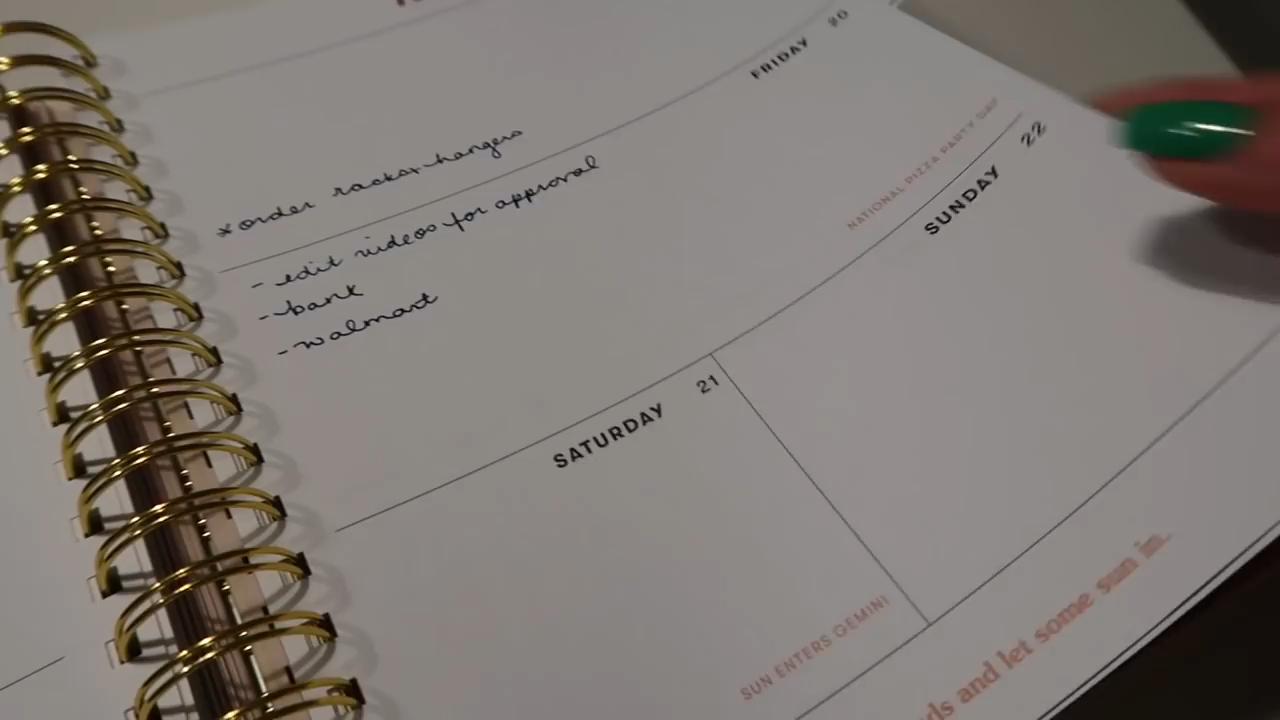 *order racks+hangers
FRIDAY 20
- edit videos for approval
- bank
- walmart
NATIONAL PIZZA PARTY DAY
SATURDAY 21
SUN ENTERS GEMINI
SUNDAY 22
and let some sun in.